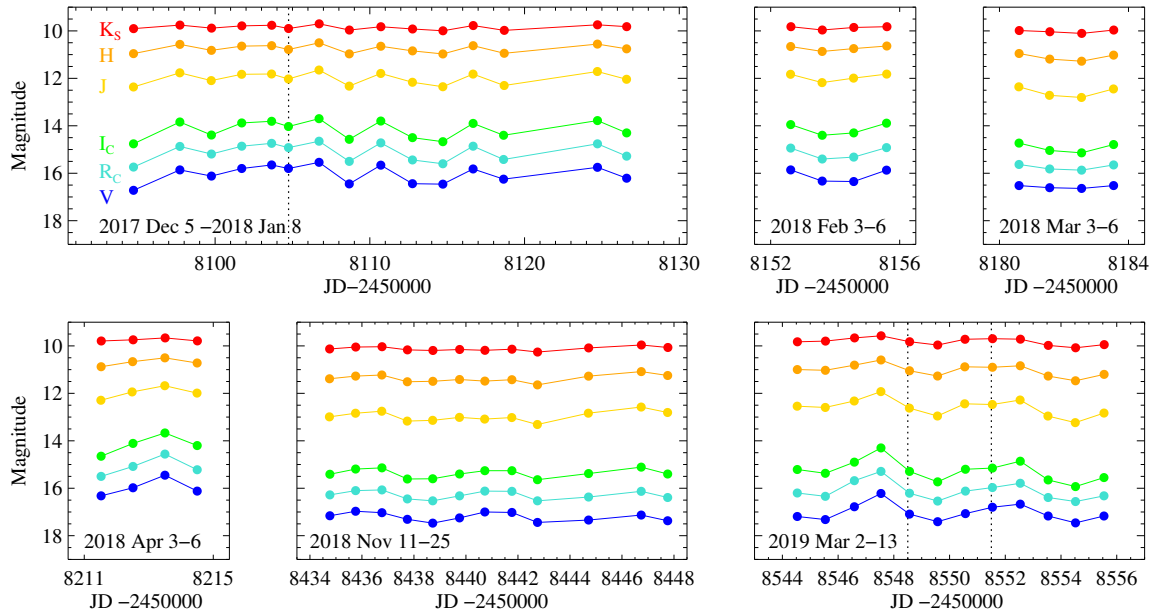 Magnitude
10
12
14
16
18
K_S
H
J
I_C
R_C
V
2017 Dec 5 −2018 Jan 8
8100 8110 8120 8130
JD−2450000
2018 Feb 3−6
8152 8156
JD −2450000
2018 Mar 3−6
8180 8184
JD −2450000
Magnitude
10
12
14
16
18
2018 Apr 3−6
8211 8215
JD −2450000
2018 Nov 11−25
8434 8436 8438 8440 8442 8444 8446 8448
JD −2450000
2019 Mar 2−13
8544 8546 8548 8550 8552 8554 8556
JD −2450000